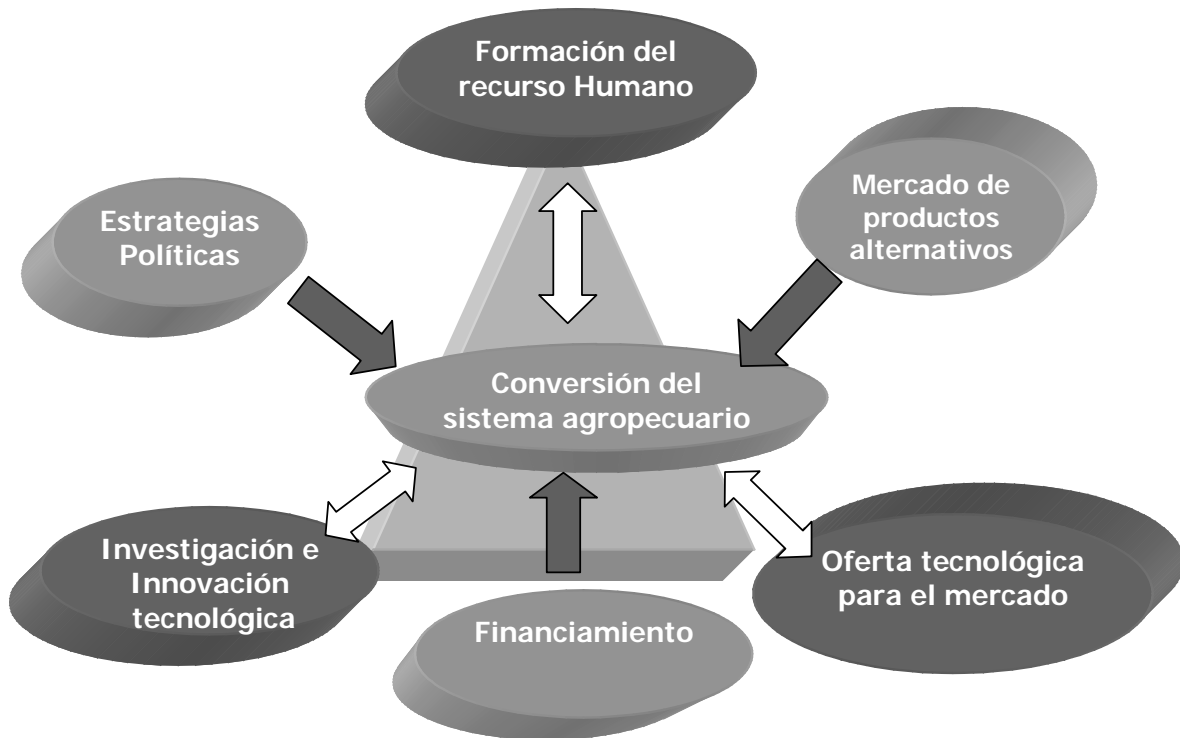 Formación del
recurso Humano
Mercado de
productos
alternativos
Estrategias
Políticas
Conversión del
sistema agropecuario
Investigación e
Innovación
tecnológica
Oferta tecnológica
para el mercado
Financiamiento